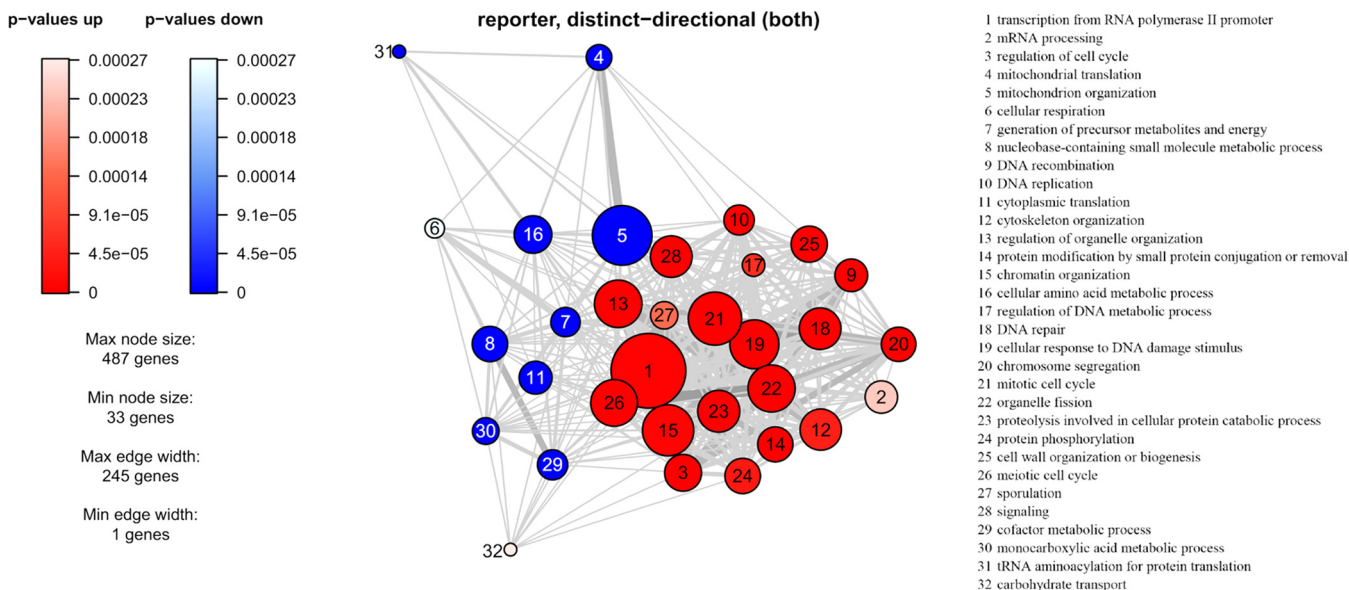 p-values up
p-values down
reporter, distinct−directional (both)
0.00027
0.00023
0.00018
0.00014
9.1e−05
4.5e−05
0
0.00027
0.00023
0.00018
0.00014
9.1e−05
4.5e−05
0
Max node size:
487 genes
Min node size:
33 genes
Max edge width:
245 genes
Min edge width:
1 genes
31
4
6
16
5
10
28
25
17
9
13
27
21
7
18
8
19
20
1
11
22
2
26
23
30
15
12
14
29
3
24
32
1 transcription from RNA polymerase II promoter
2 mRNA processing
3 regulation of cell cycle
4 mitochondrial translation
5 mitochondrion organization
6 cellular respiration
7 generation of precursor metabolites and energy
8 nucleobase-containing small molecule metabolic process
9 DNA recombination
10 DNA replication
11 cytoplasmic translation
12 cytoskeleton organization
13 regulation of organelle organization
14 protein modification by small protein conjugation or removal
15 chromatin organization
16 cellular amino acid metabolic process
17 regulation of DNA metabolic process
18 DNA repair
19 cellular response to DNA damage stimulus
20 chromosome segregation
21 mitotic cell cycle
22 organelle fission
23 proteolysis involved in cellular protein catabolic process
24 protein phosphorylation
25 cell wall organization or biogenesis
26 meiotic cell cycle
27 sporulation
28 signaling
29 cofactor metabolic process
30 monocarboxylic acid metabolic process
31 tRNA aminoacylation for protein translation
32 carbohydrate transport